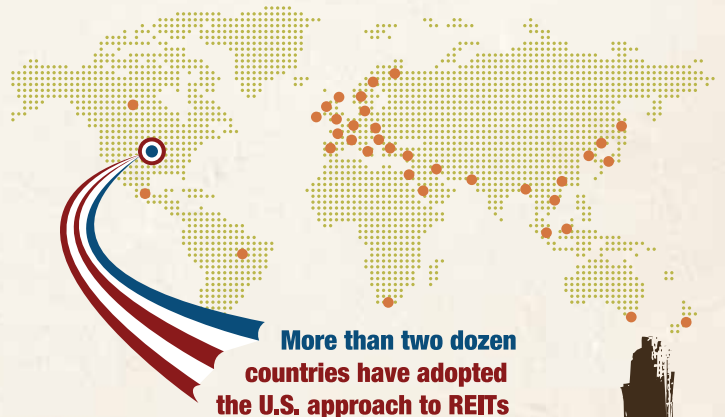 More than two dozen
countries have adopted
the U.S. approach to REITs